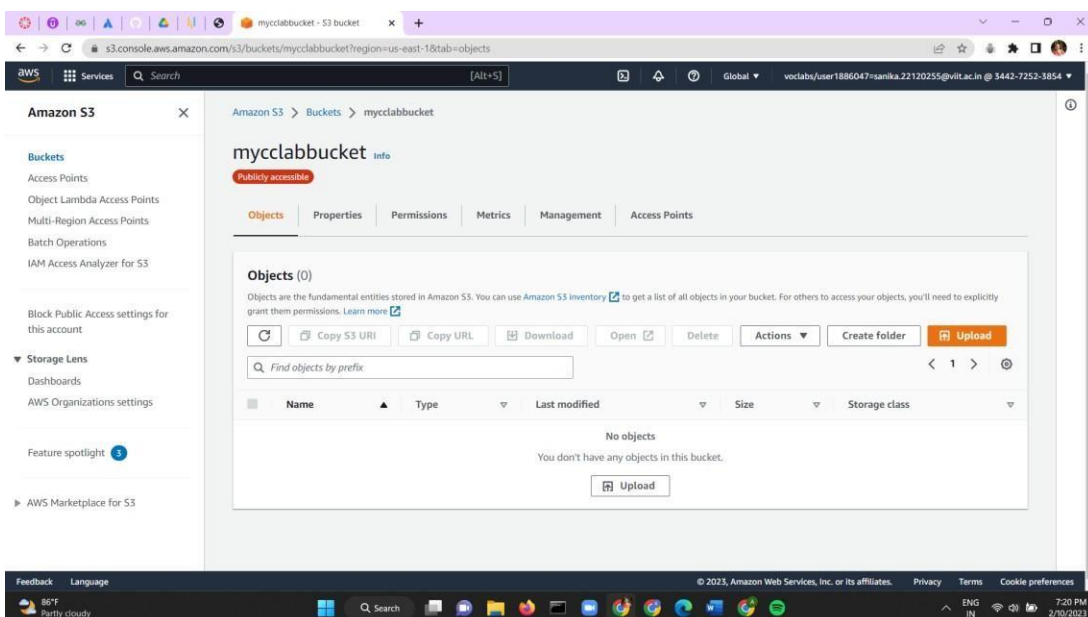 mycclabbucket - S3 bucket
s3.console.aws.amazon.com/s3/buckets/mycclabbucket?region=us-east-1&tab=objects
aws Services Search [Alt+S] Global voclabs/user1886047=sanika.22120255@viit.ac.in @ 3442-7252-3854
Amazon S3
Buckets
Access Points
Object Lambda Access Points
Multi-Region Access Points
Batch Operations
IAM Access Analyzer for S3
Block Public Access settings for
this account
Storage Lens
Dashboards
AWS Organizations settings
Feature spotlight 3
AWS Marketplace for S3
Amazon S3 > Buckets > mycclabbucket
mycclabbucket Info
Publicly accessible
Objects Properties Permissions Metrics Management Access Points
Objects (0)
Objects are the fundamental entities stored in Amazon S3. You can use Amazon S3 inventory to get a list of all objects in your bucket. For others to access your objects, you'll need to explicitly
grant them permissions. Learn more
Copy S3 URI Copy URL Download Open Delete Actions Create folder Upload
Find objects by prefix
< 1 >
Name Type Last modified Size Storage class
No objects
You don't have any objects in this bucket.
Upload
Feedback Language © 2023, Amazon Web Services, Inc. or its affiliates. Privacy Terms Cookie preferences
86°F
Partly cloudy
Search
ENG
IN
7:20 PM
2/10/2023